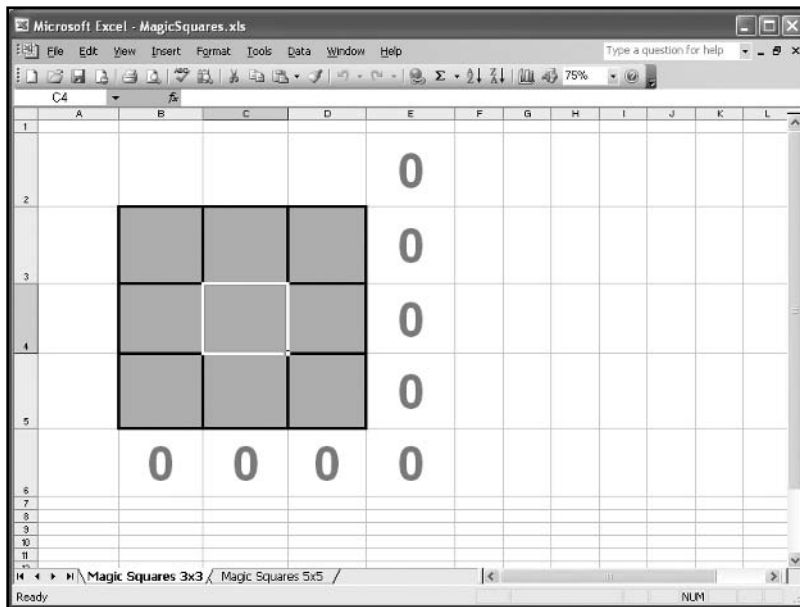 Microsoft Excel - MagicSquares.xls
File Edit View Insert Format Tools Data Window Help Type a question for help
75%
C4 fx
A B C D E F G H I J K L
1
2 0
3 0
4 0
5 0
6 0 0 0 0
7
8
9
10
11
Magic Squares 3x3 Magic Squares 5x5
Ready NUM